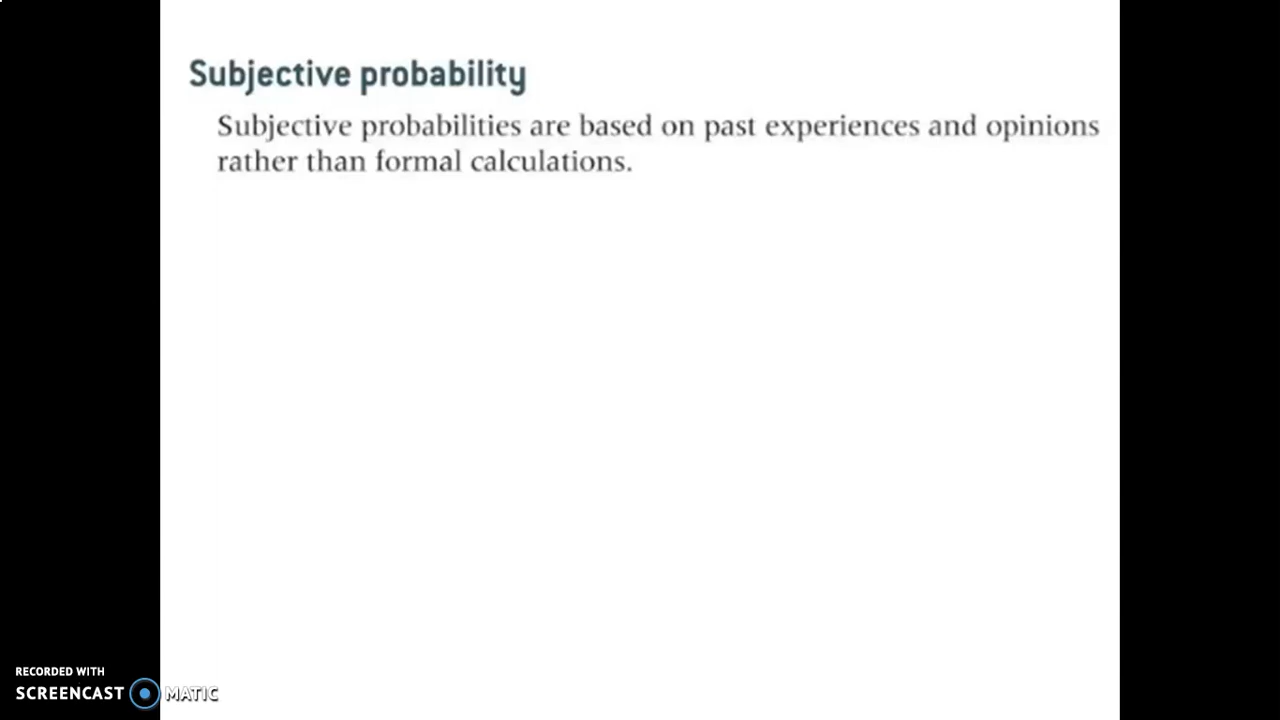 Subjective probability
Subjective probabilities are based on past experiences and opinions
rather than formal calculations.
RECORDED WITH
SCREENCAST MATIC